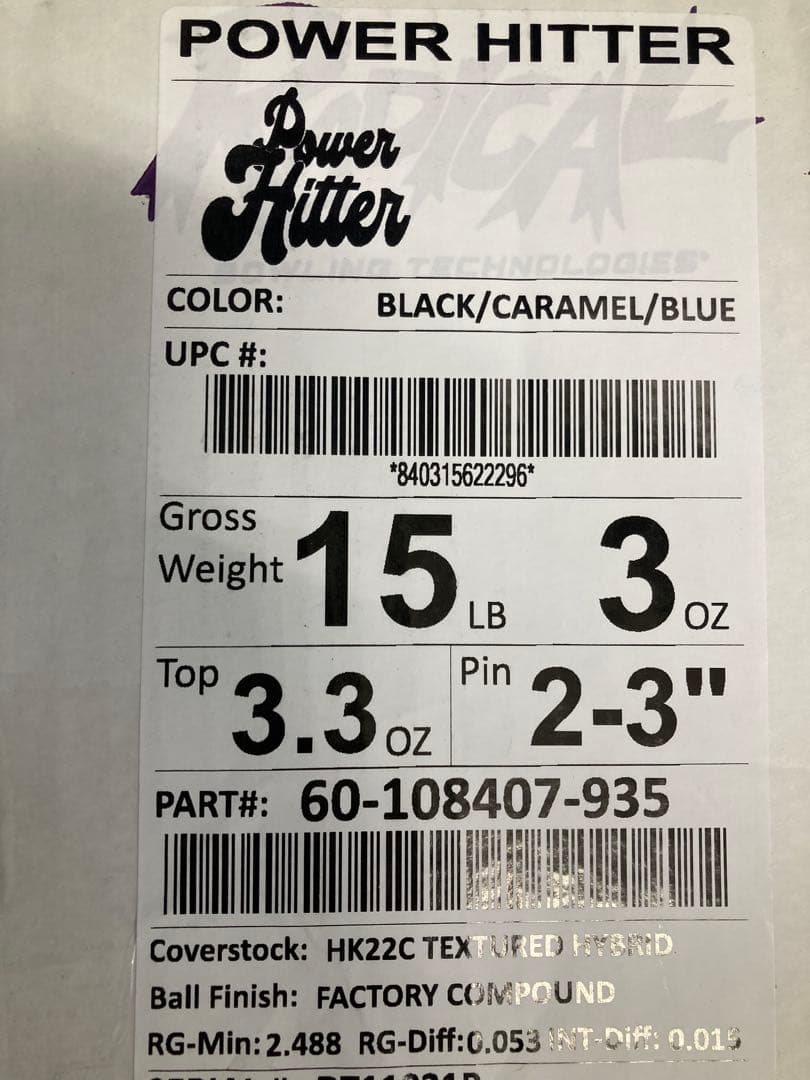 POWER HITTER
RADICAL
Power
Hitter
BOWLING TECHNOLOGIES®
COLOR: BLACK/CARAMEL/BLUE
UPC #:
*840315622296*
Gross
Weight 15 LB 3 OZ
Top 3.3 OZ Pin 2-3"
PART#: 60-108407-935
Coverstock: HK22C TEXTURED HYBRID
Ball Finish: FACTORY COMPOUND
RG-Min: 2.488 RG-Diff: 0.053 INT-Diff: 0.015